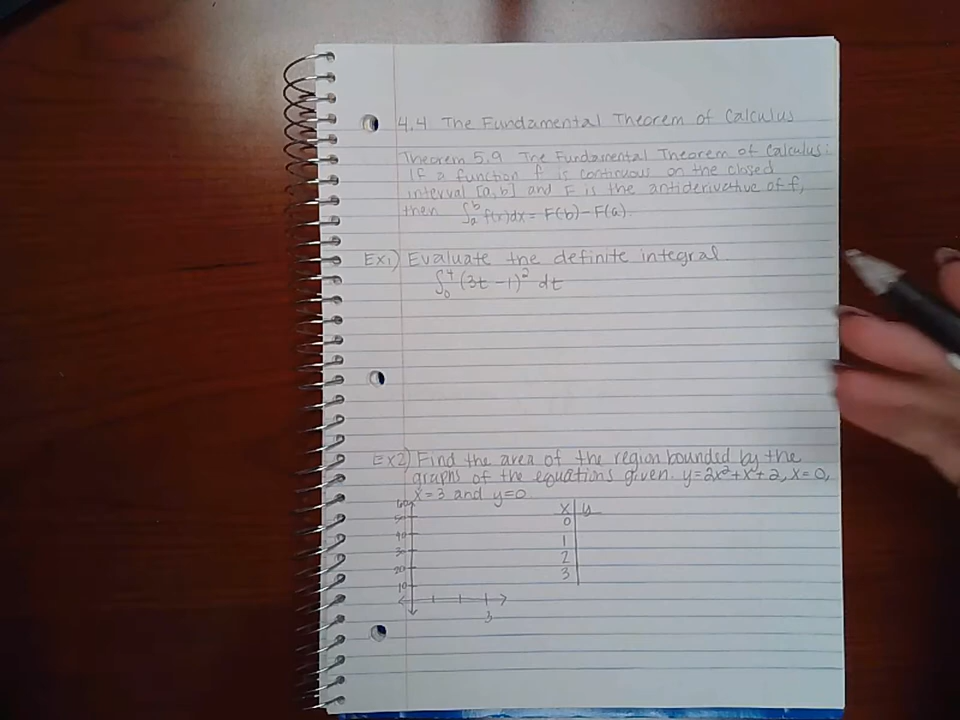 4.4 The Fundamental Theorem of Calculus
Theorem 5.9 The Fundamental Theorem of Calculus:
If a function f is continuous on the closed
interval [a,b] and F is the antiderivative of f,
then ∫ₐᵇ f(x)dx = F(b) - F(a).
Ex1) Evaluate the definite integral
∫₀⁴ (3t - 1)² dt
Ex2) Find the area of the region bounded by the
graphs of the equations given. y=2x²+x+2, x=0,
x=3 and y=0
60 y
50
40
30
20
10
3
x y
0
1
2
3